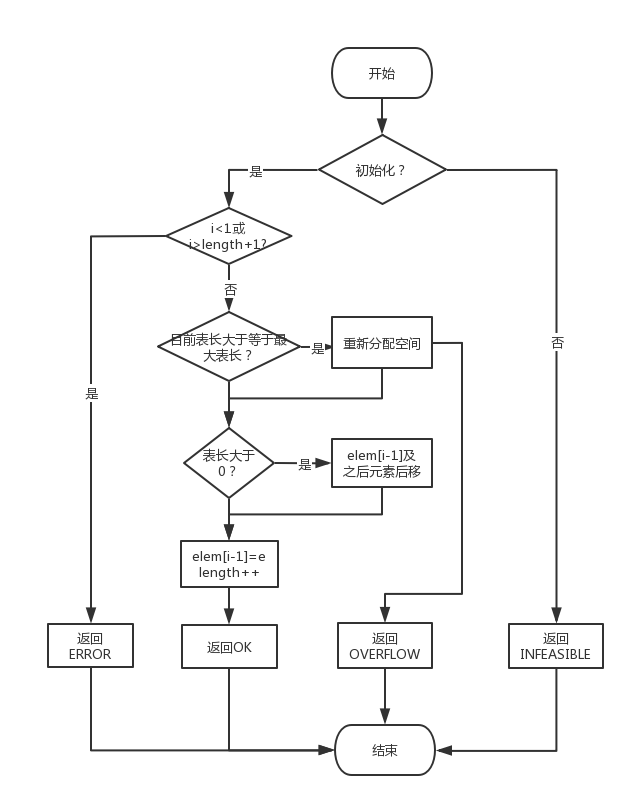 开始
初始化？
是
i<1或
i>length+1?
否
目前表长大于等于最
大表长？
是
重新分配空间
否
是
表长大于
0？
是
elem[i-1]及
之后元素后移
elem[i-1]=e
length++
返回
ERROR
返回OK
返回
OVERFLOW
返回
INFEASIBLE
结束